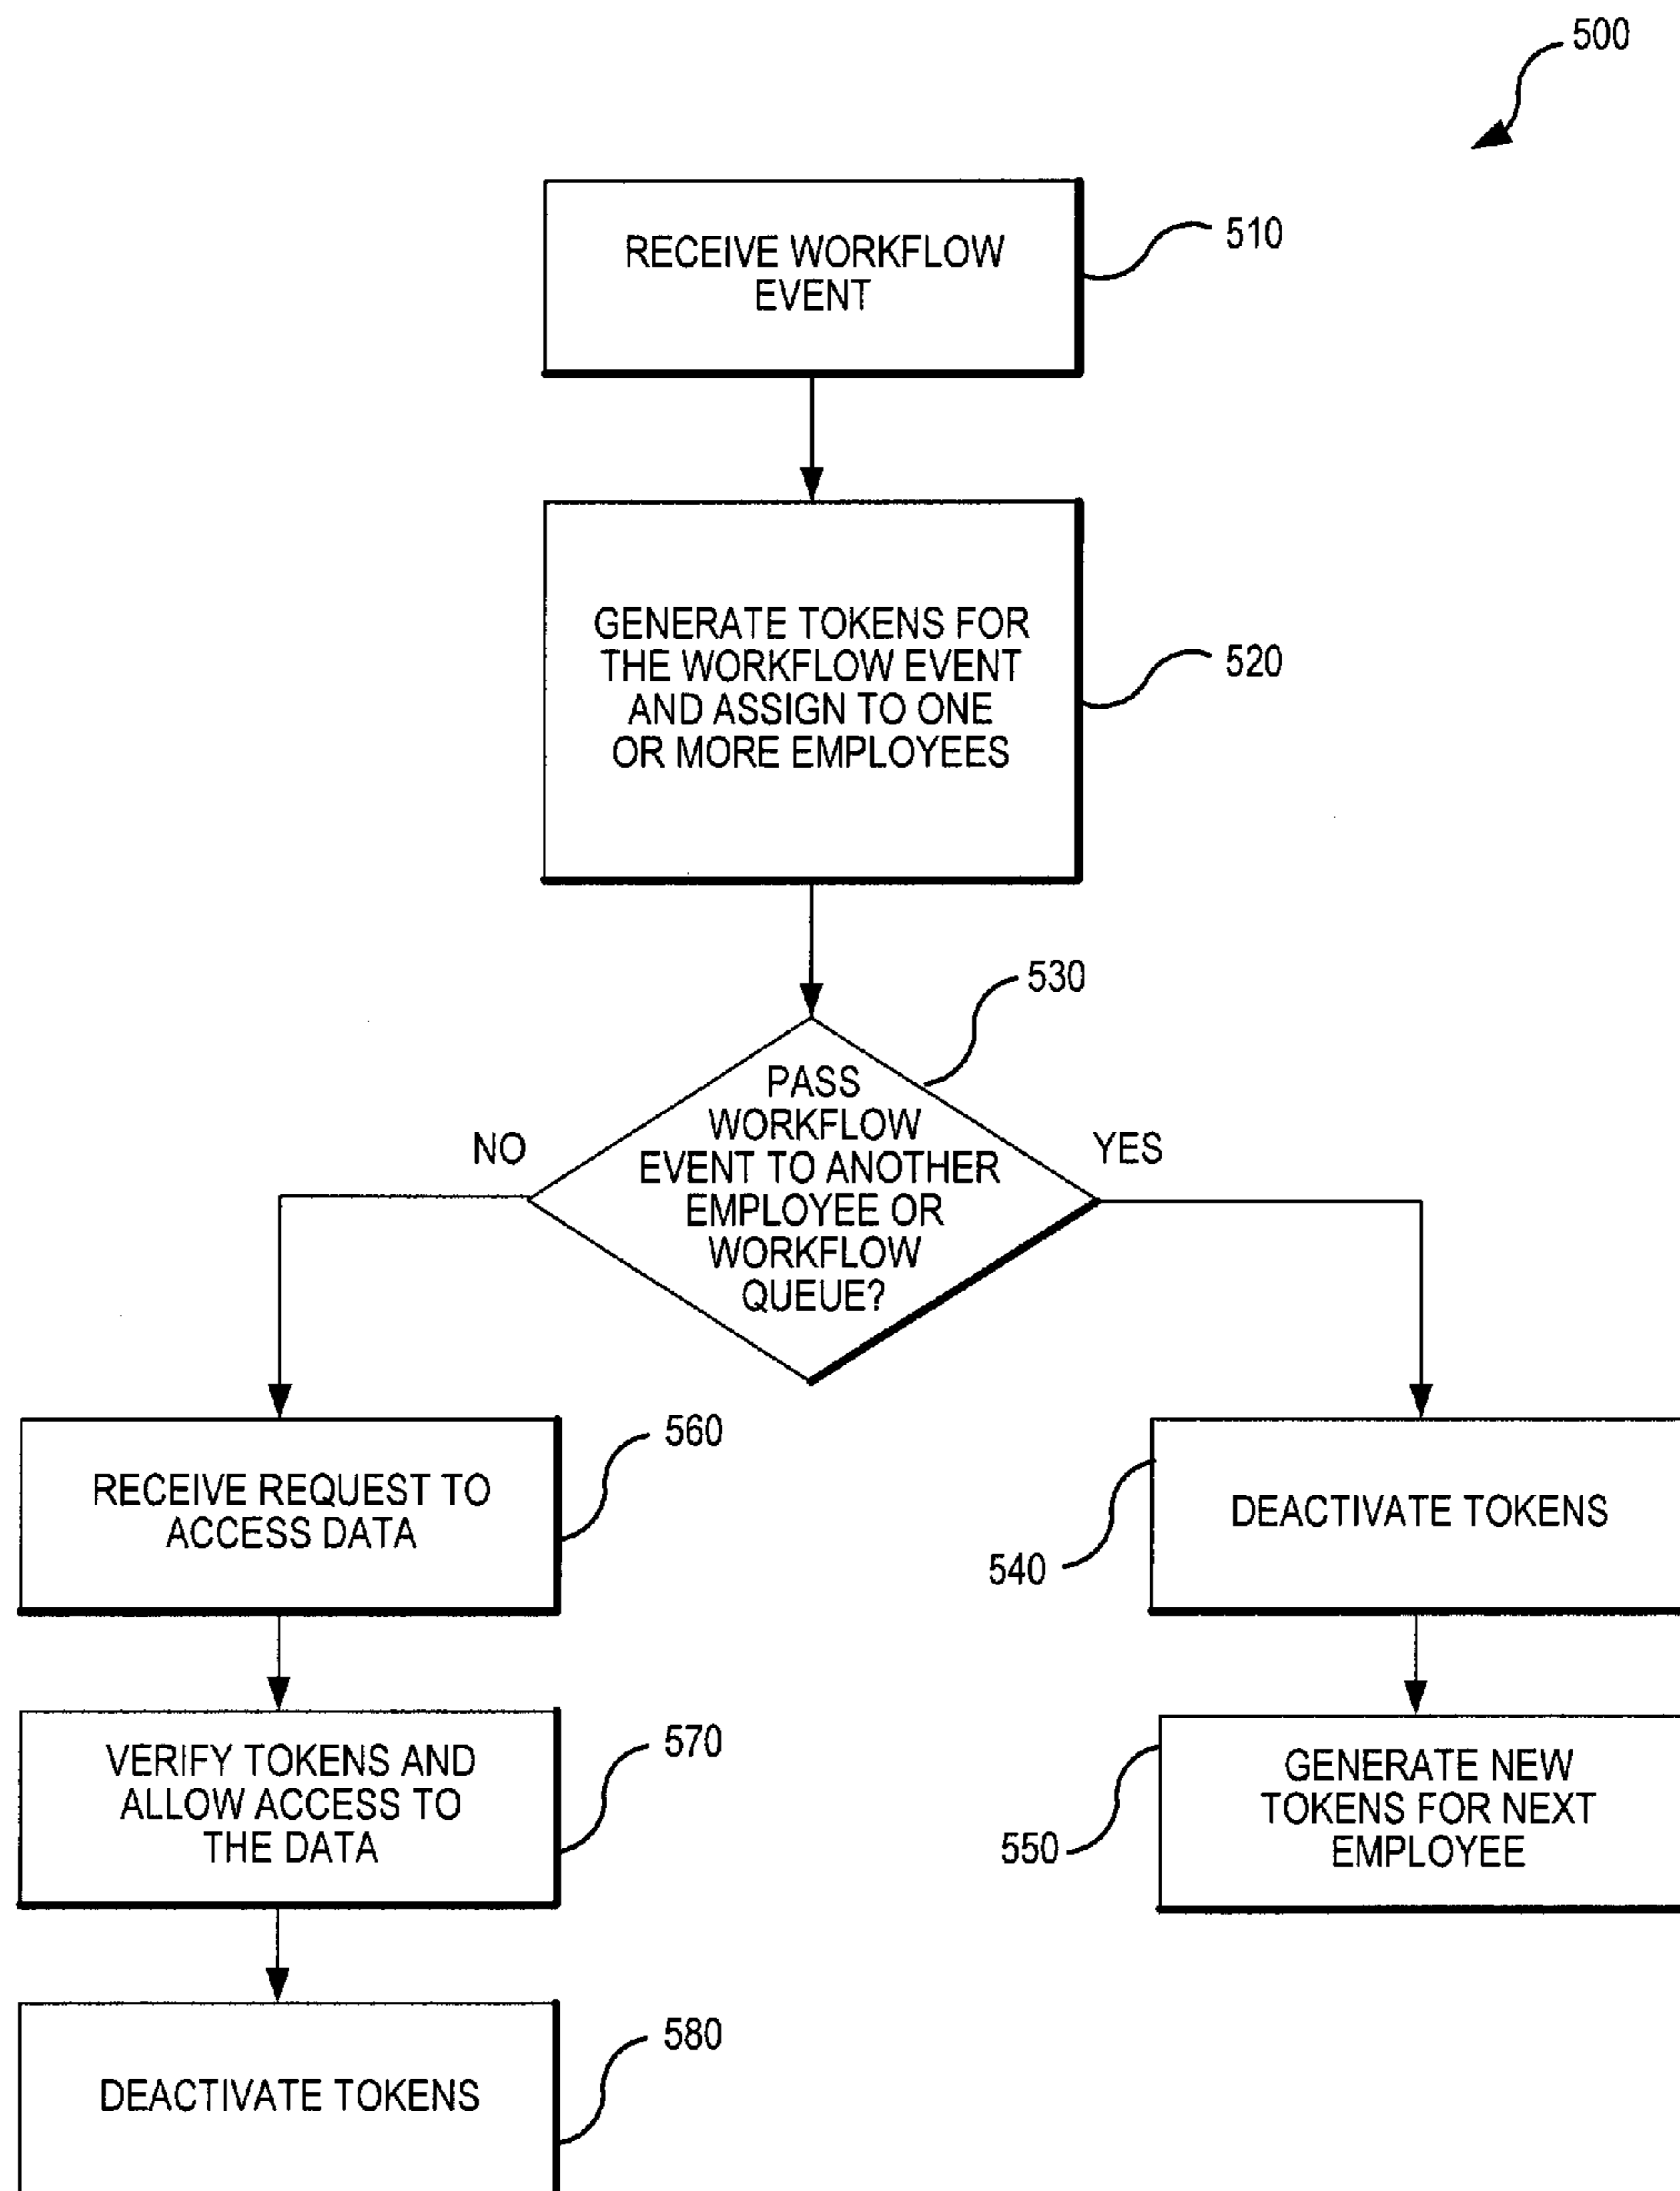 500
RECEIVE WORKFLOW
EVENT
510
GENERATE TOKENS FOR
THE WORKFLOW EVENT
AND ASSIGN TO ONE
OR MORE EMPLOYEES
520
530
PASS
WORKFLOW
EVENT TO ANOTHER
EMPLOYEE OR
WORKFLOW
QUEUE?
NO
YES
560
RECEIVE REQUEST TO
ACCESS DATA
DEACTIVATE TOKENS
540
VERIFY TOKENS AND
ALLOW ACCESS TO
THE DATA
570
GENERATE NEW
TOKENS FOR NEXT
EMPLOYEE
550
580
DEACTIVATE TOKENS